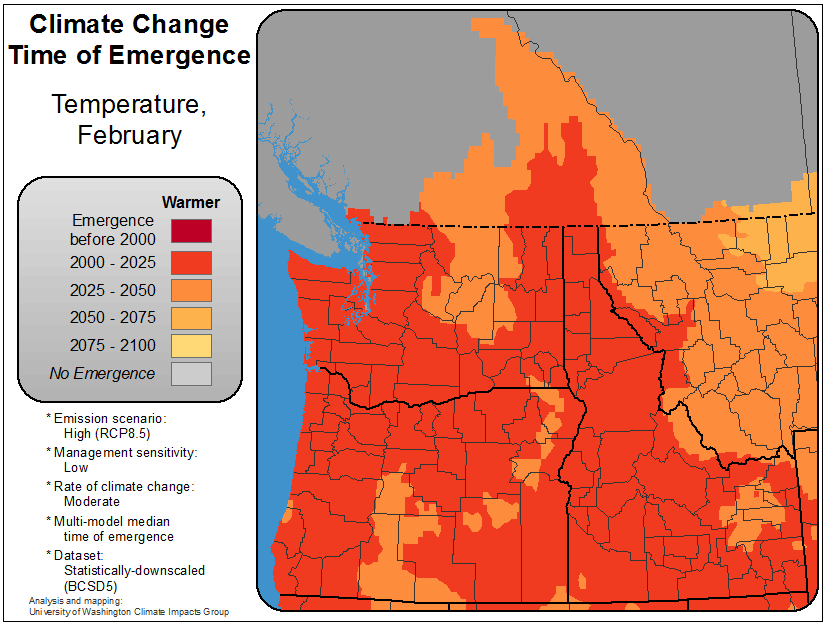 Climate Change
Time of Emergence
Temperature,
February
Warmer
Emergence
before 2000
2000 - 2025
2025 - 2050
2050 - 2075
2075 - 2100
No Emergence
* Emission scenario:
High (RCP8.5)
* Management sensitivity:
Low
* Rate of climate change:
Moderate
* Multi-model median
time of emergence
* Dataset:
Statistically-downscaled
(BCSD5)
Analysis and mapping:
University of Washington Climate Impacts Group